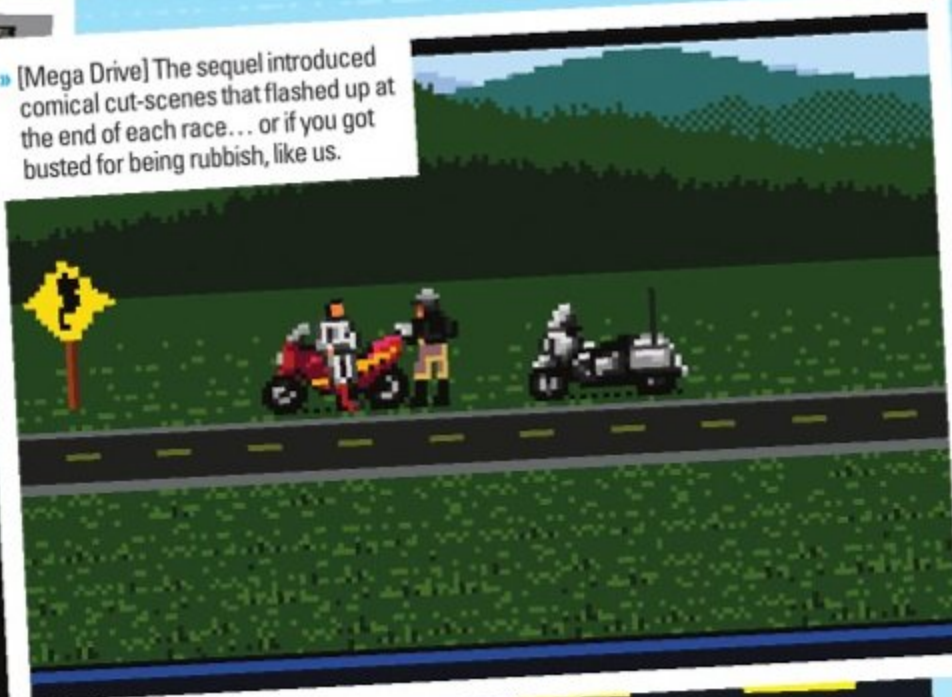 » [Mega Drive] The sequel introduced
comical cut-scenes that flashed up at
the end of each race... or if you got
busted for being rubbish, like us.